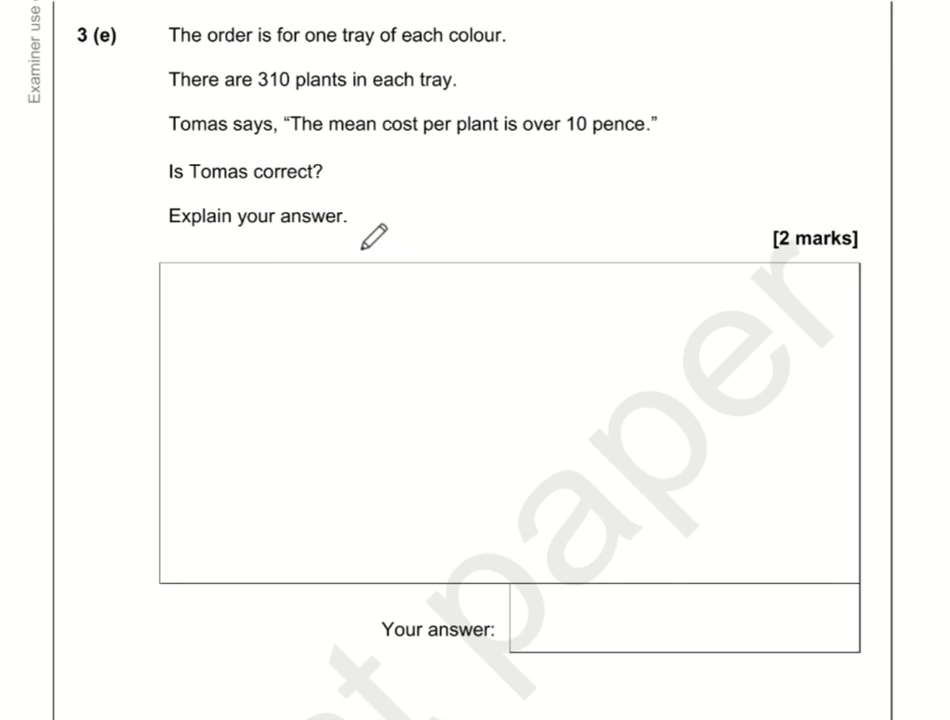 Examiner use
3 (e)
The order is for one tray of each colour.
There are 310 plants in each tray.
Tomas says, “The mean cost per plant is over 10 pence.”
Is Tomas correct?
Explain your answer.
[2 marks]
paper
Your answer: